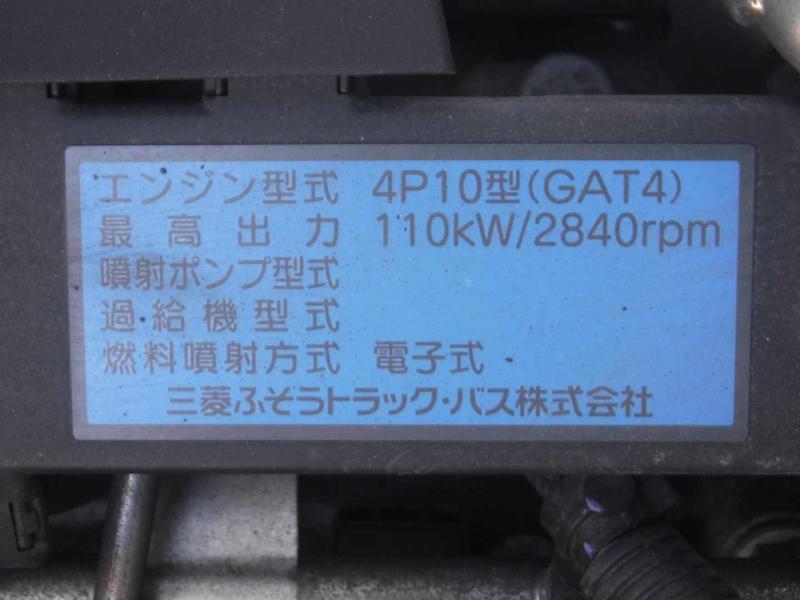 エンジン型式 4P10型(GAT4)
最高出力 110kW/2840rpm
噴射ポンプ型式
過給機型式
燃料噴射方式 電子式
三菱ふそうトラック・バス株式会社